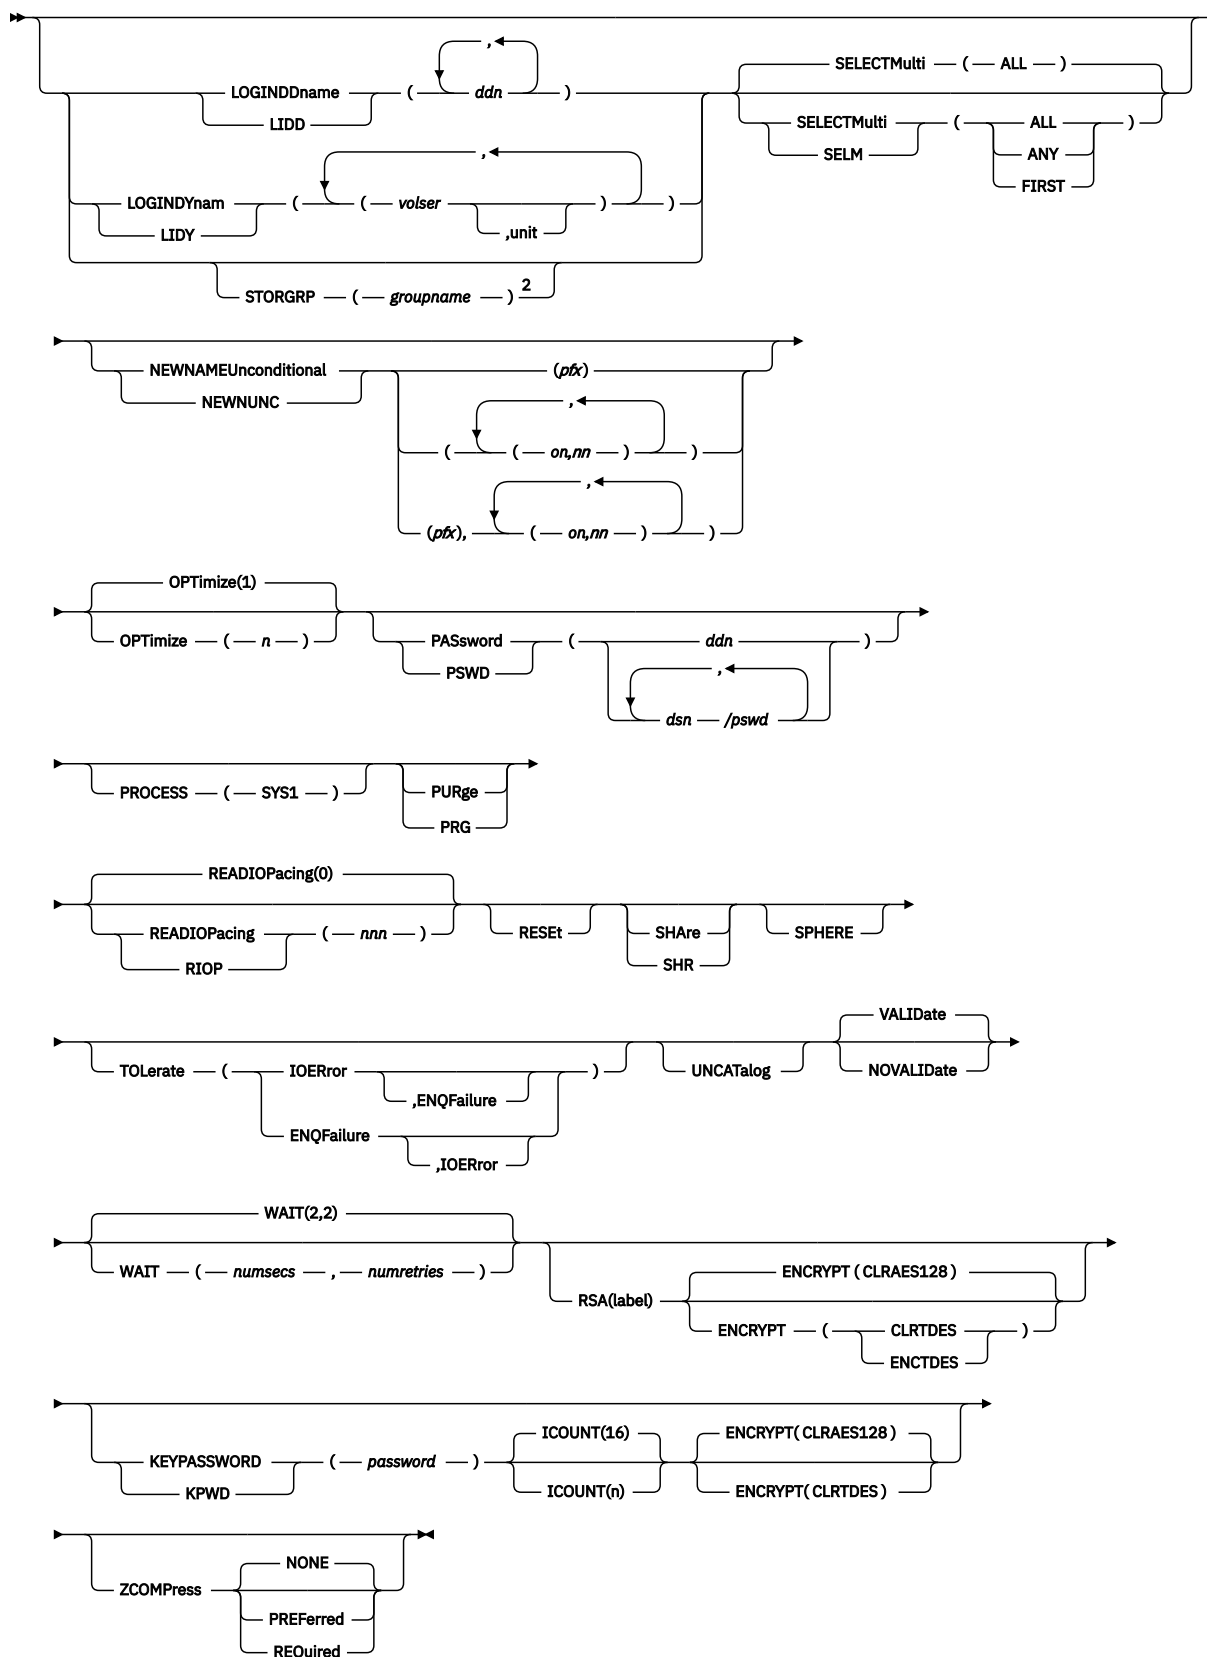 ,
SELECTMulti ( ALL )
LOGINDDname ( ddn )
LIDD
SELECTMulti ( ALL )
SELM ANY
FIRST
,
LOGINDYnam ( ( volser ) )
LIDY ,unit
STORGRP ( groupname ) 2
NEWNAMEUnconditional (pfx)
NEWNUNC
,
( ( on,nn ) )
,
(pfx), ( on,nn ) )
OPTimize(1)
OPTimize ( n )
PASsword ( ddn )
PSWD
,
dsn /pswd
PROCESS ( SYS1 ) PURge
PRG
READIOPacing(0)
READIOPacing ( nnn )
RIOP
RESEt SHAre SPHERE
SHR
VALIDate
TOLerate ( IOERror )
,ENQFailure
UNCATalog NOVALIDate
ENQFailure
,IOERror
WAIT(2,2)
WAIT ( numsecs , numretries )
ENCRYPT ( CLRAES128 )
RSA(label)
ENCRYPT ( CLRTDES )
ENCTDES
ICOUNT(16) ENCRYPT( CLRAES128 )
KEYPASSWORD ( password )
KPWD ICOUNT(n) ENCRYPT( CLRTDES )
NONE
ZCOMPress
PREFerred
REQuired